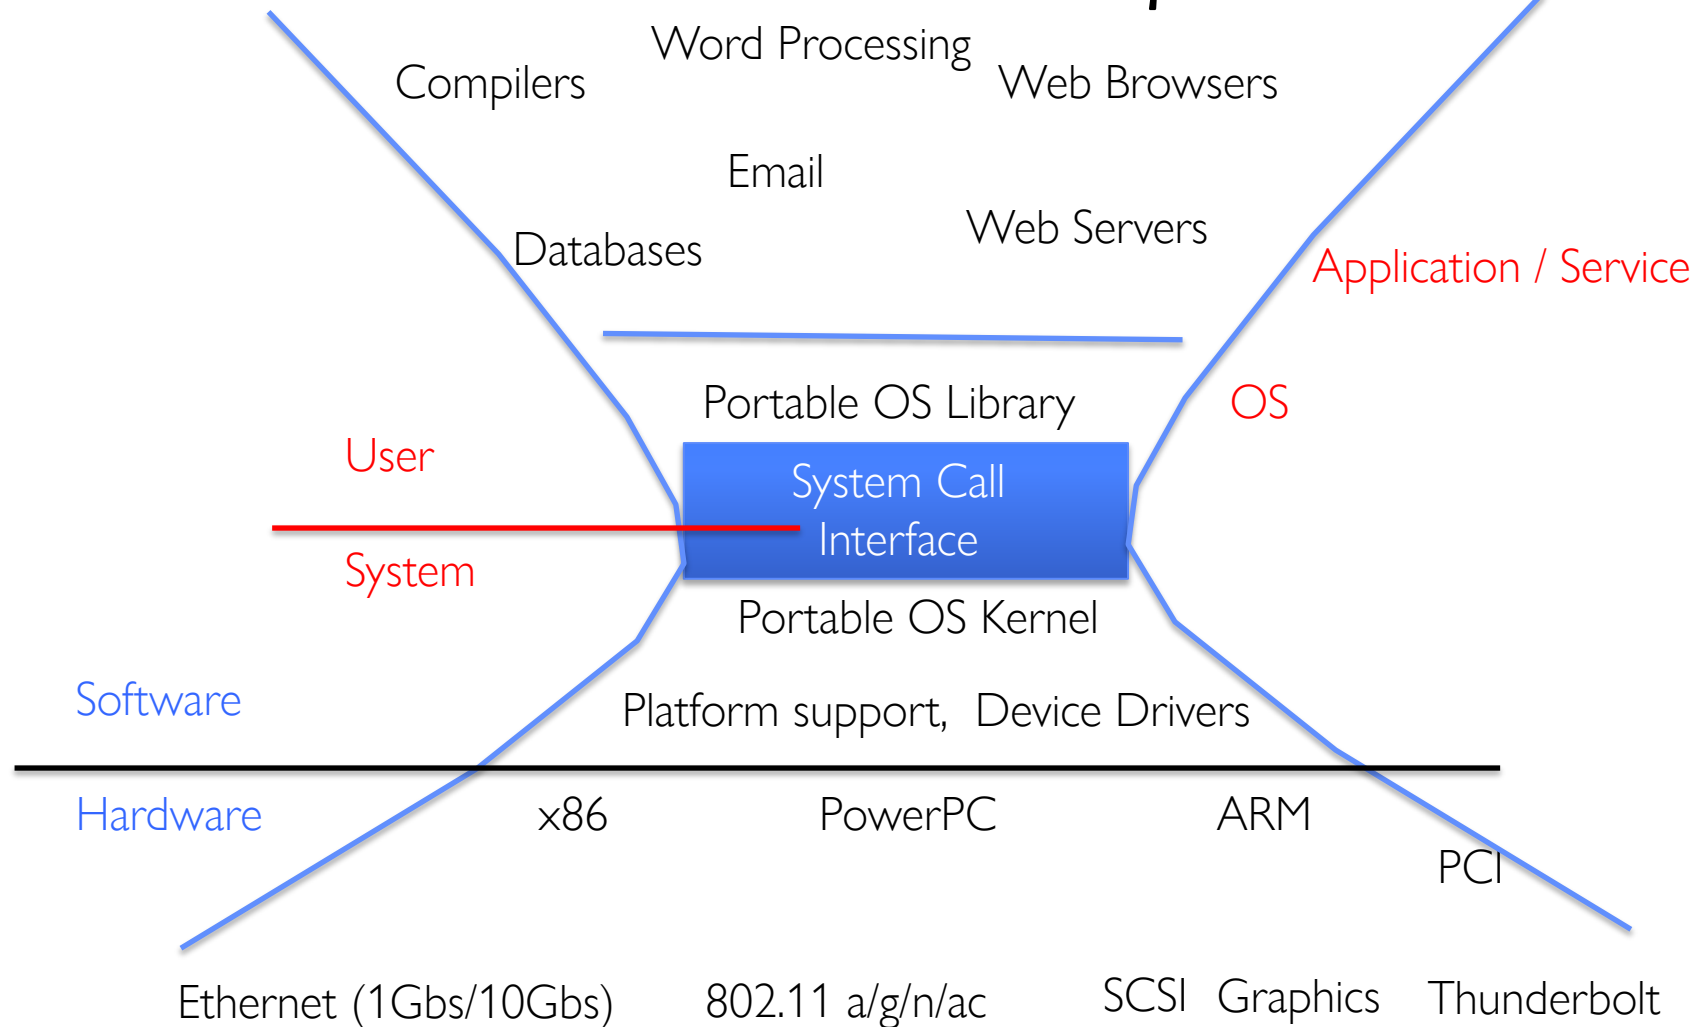 Word Processing
Compilers
Web Browsers
Email
Web Servers
Databases
Application / Service
Portable OS Library
OS
User
System Call
Interface
System
Portable OS Kernel
Software
Platform support, Device Drivers
Hardware
x86
PowerPC
ARM
PCI
Ethernet (1Gbs/10Gbs)
802.11 a/g/n/ac
SCSI
Graphics
Thunderbolt